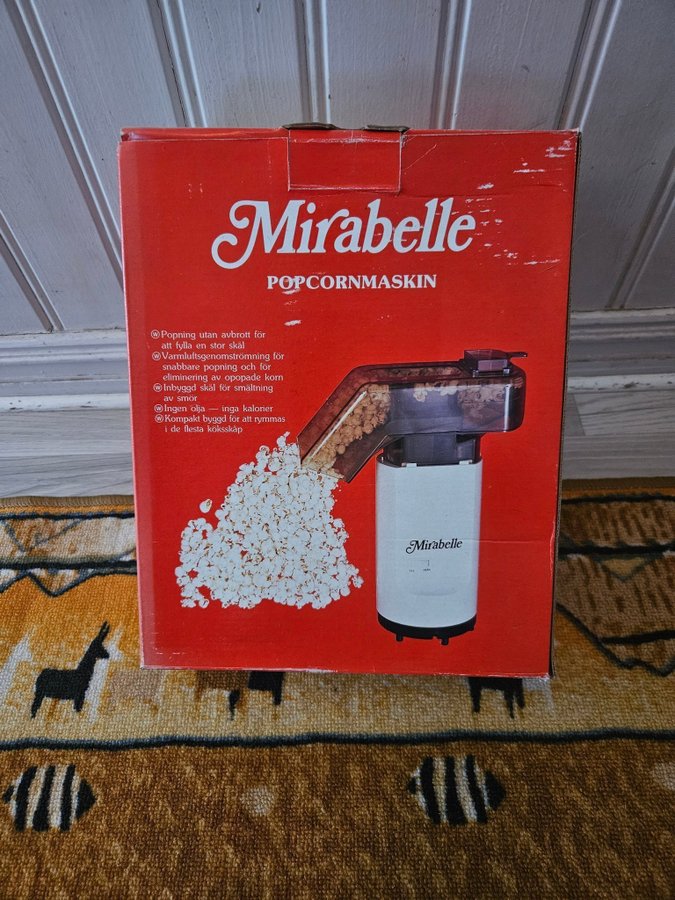 Mirabelle
POPCORNMASKIN
Popning utan avbrott för
att fylla en stor skål
Varmluftsgenomströmning för
snabbare popning och för
eliminering av opopade korn
Inbyggd skål för smältning
av smör
Ingen olja — inga kalorier
Kompakt byggd för att rymmas
i de flesta köksskåp
Mirabelle